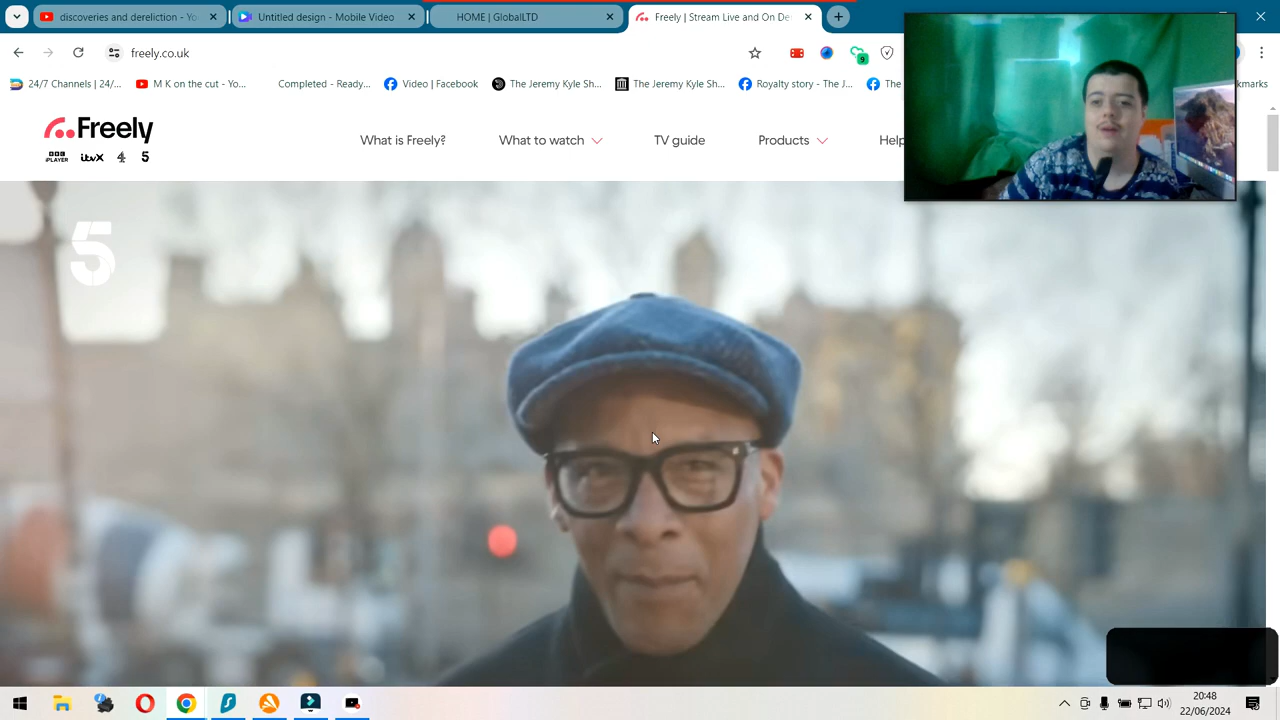 discoveries and dereliction - Yo
Untitled design - Mobile Video
HOME | GlobalLTD
Freely | Stream Live and On De
freely.co.uk
9
24/7 Channels | 24/...
M K on the cut - Yo...
Completed - Ready...
Video | Facebook
The Jeremy Kyle Sh...
The Jeremy Kyle Sh...
Royalty story - The J...
The
kmarks
Freely
BBC iPLAYER itvX 4 5
What is Freely?
What to watch
TV guide
Products
Help
5
20:48
22/06/2024